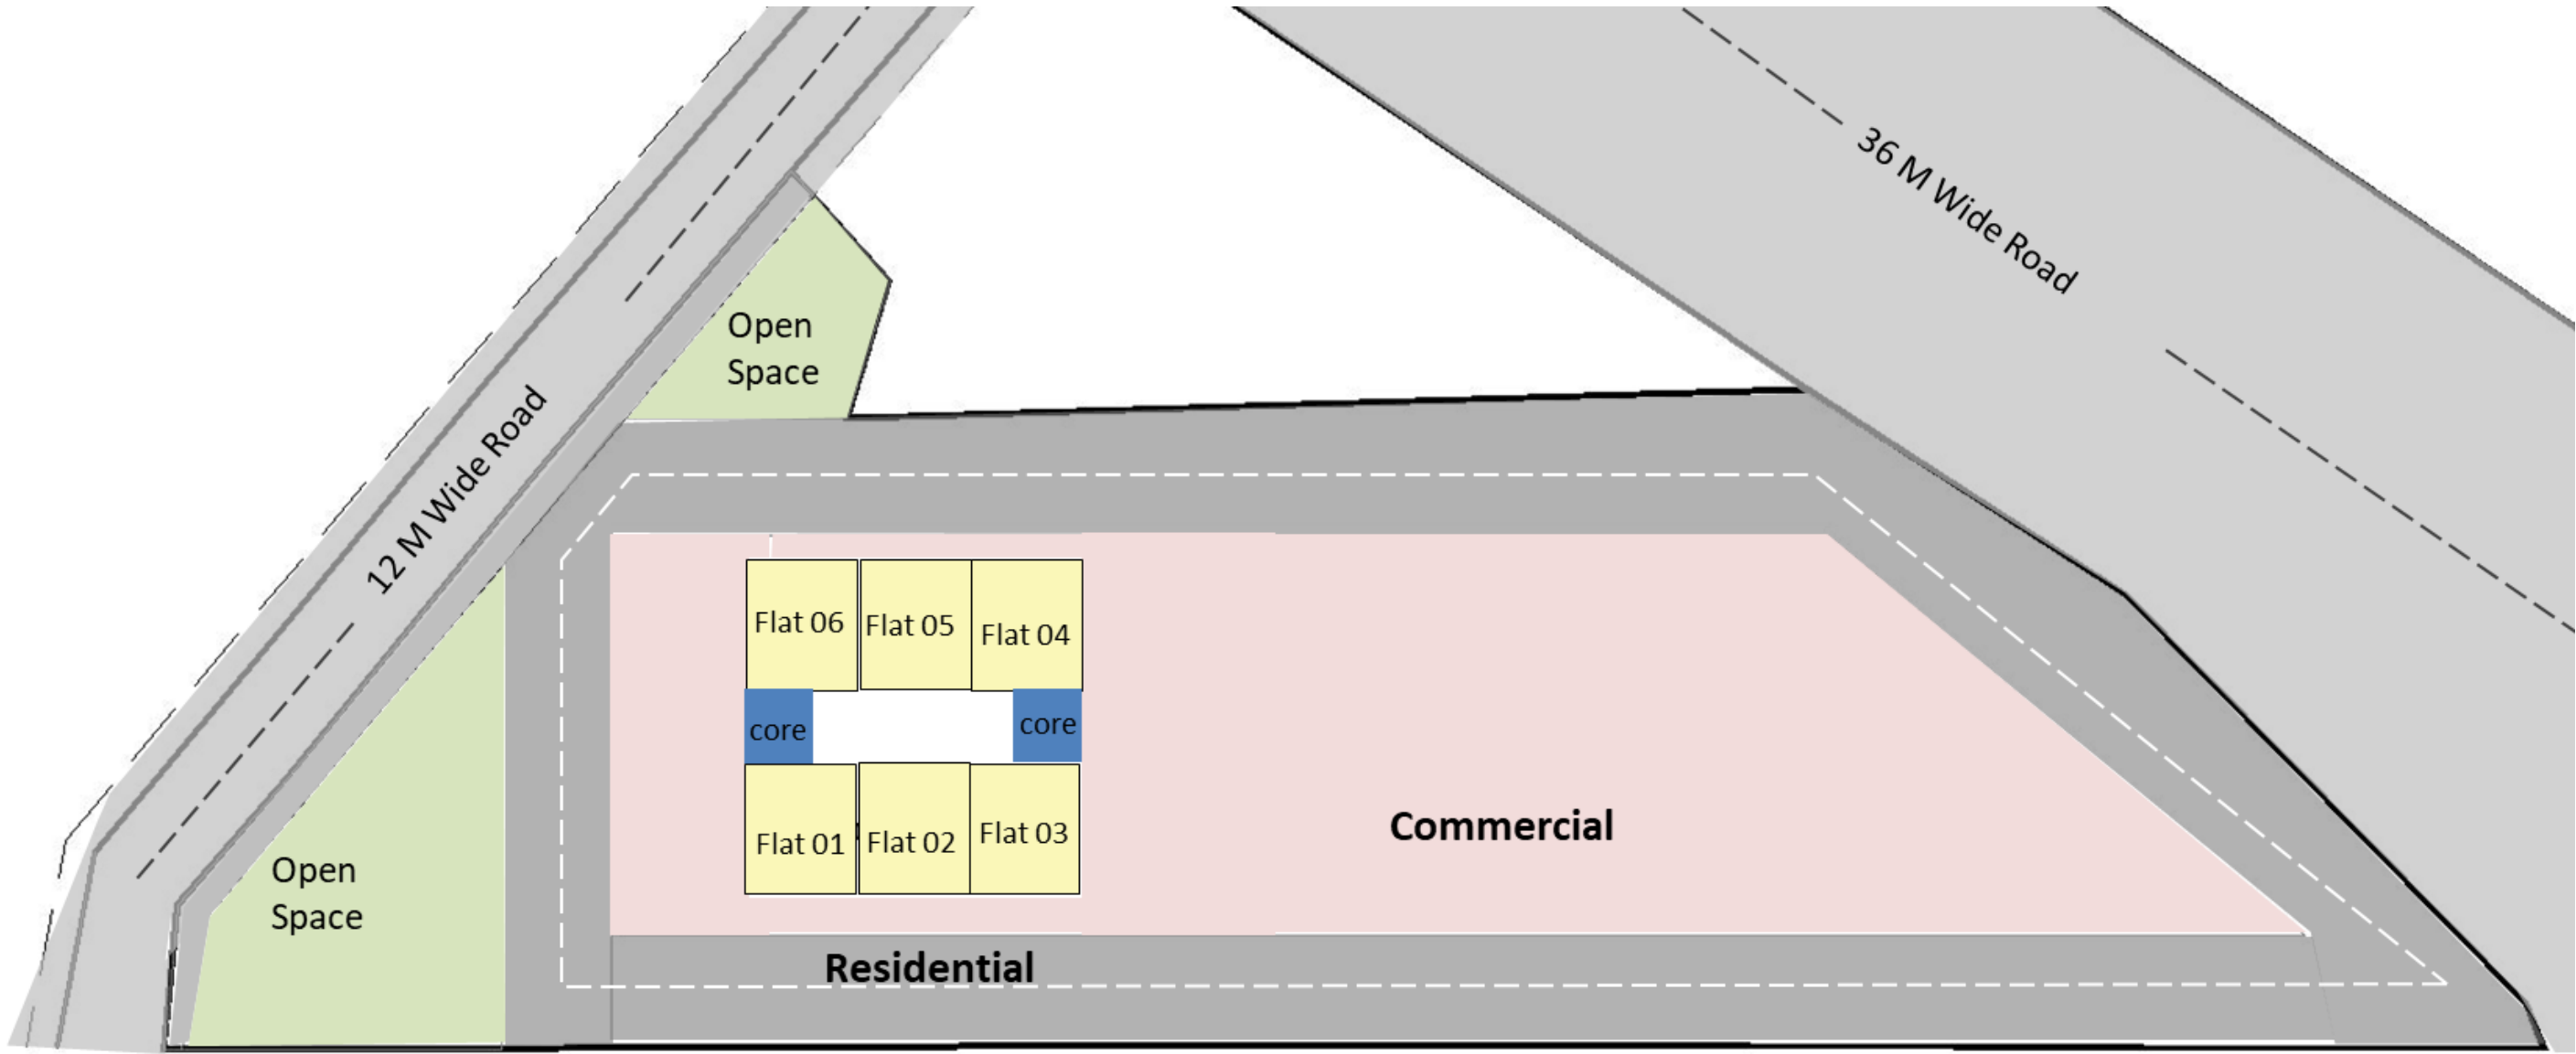 36 M Wide Road
Open
Space
12 M Wide Road
Flat 06
Flat 05
Flat 04
core
core
Flat 01
Flat 02
Flat 03
Commercial
Open
Space
Residential